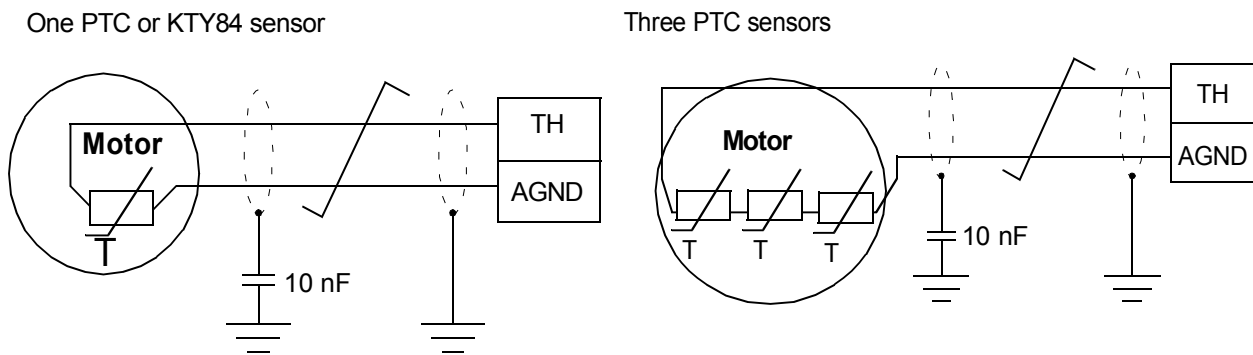 One PTC or KTY84 sensor
Motor
T
TH
AGND
10 nF
Three PTC sensors
Motor
T T T
TH
AGND
10 nF